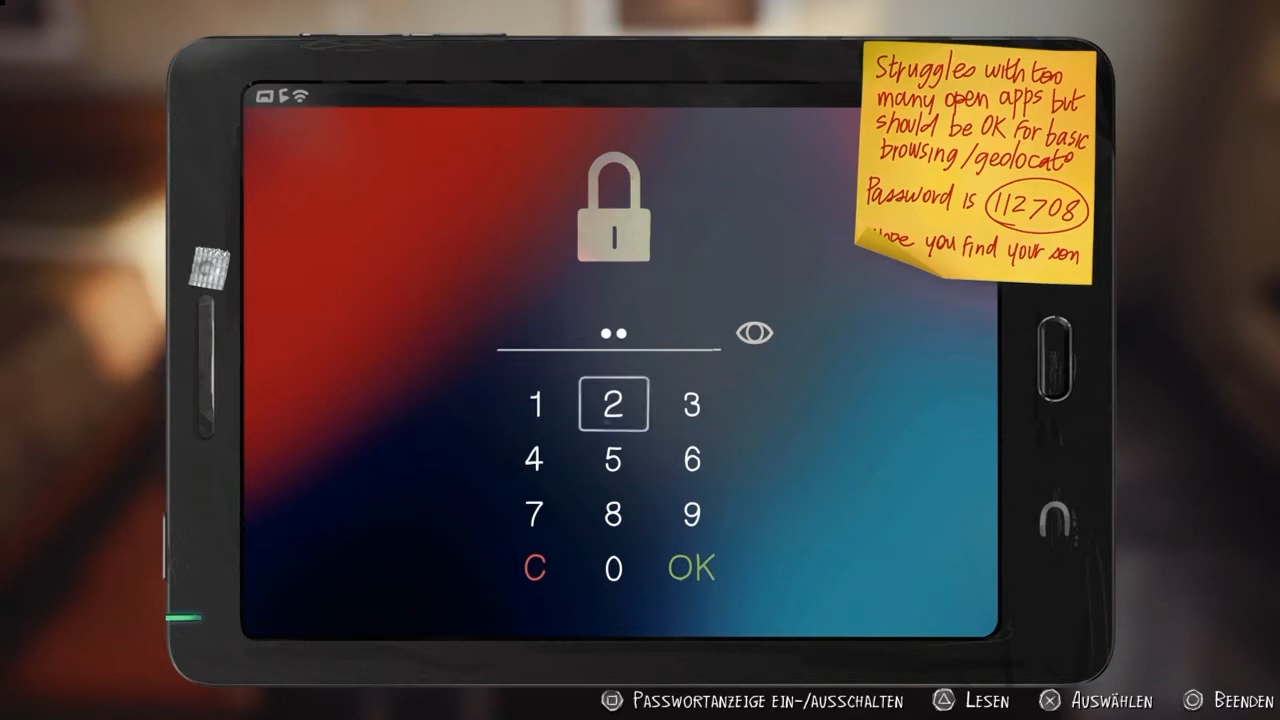 Struggles with too
many open apps but
should be OK for basic
browsing/geolocato
Password is 112708
Hope you find your son
1 2 3
4 5 6
7 8 9
C 0 OK
PASSWORTANZEIGE EIN-/AUSSCHALTEN LESEN AUSWÄHLEN BEENDEN